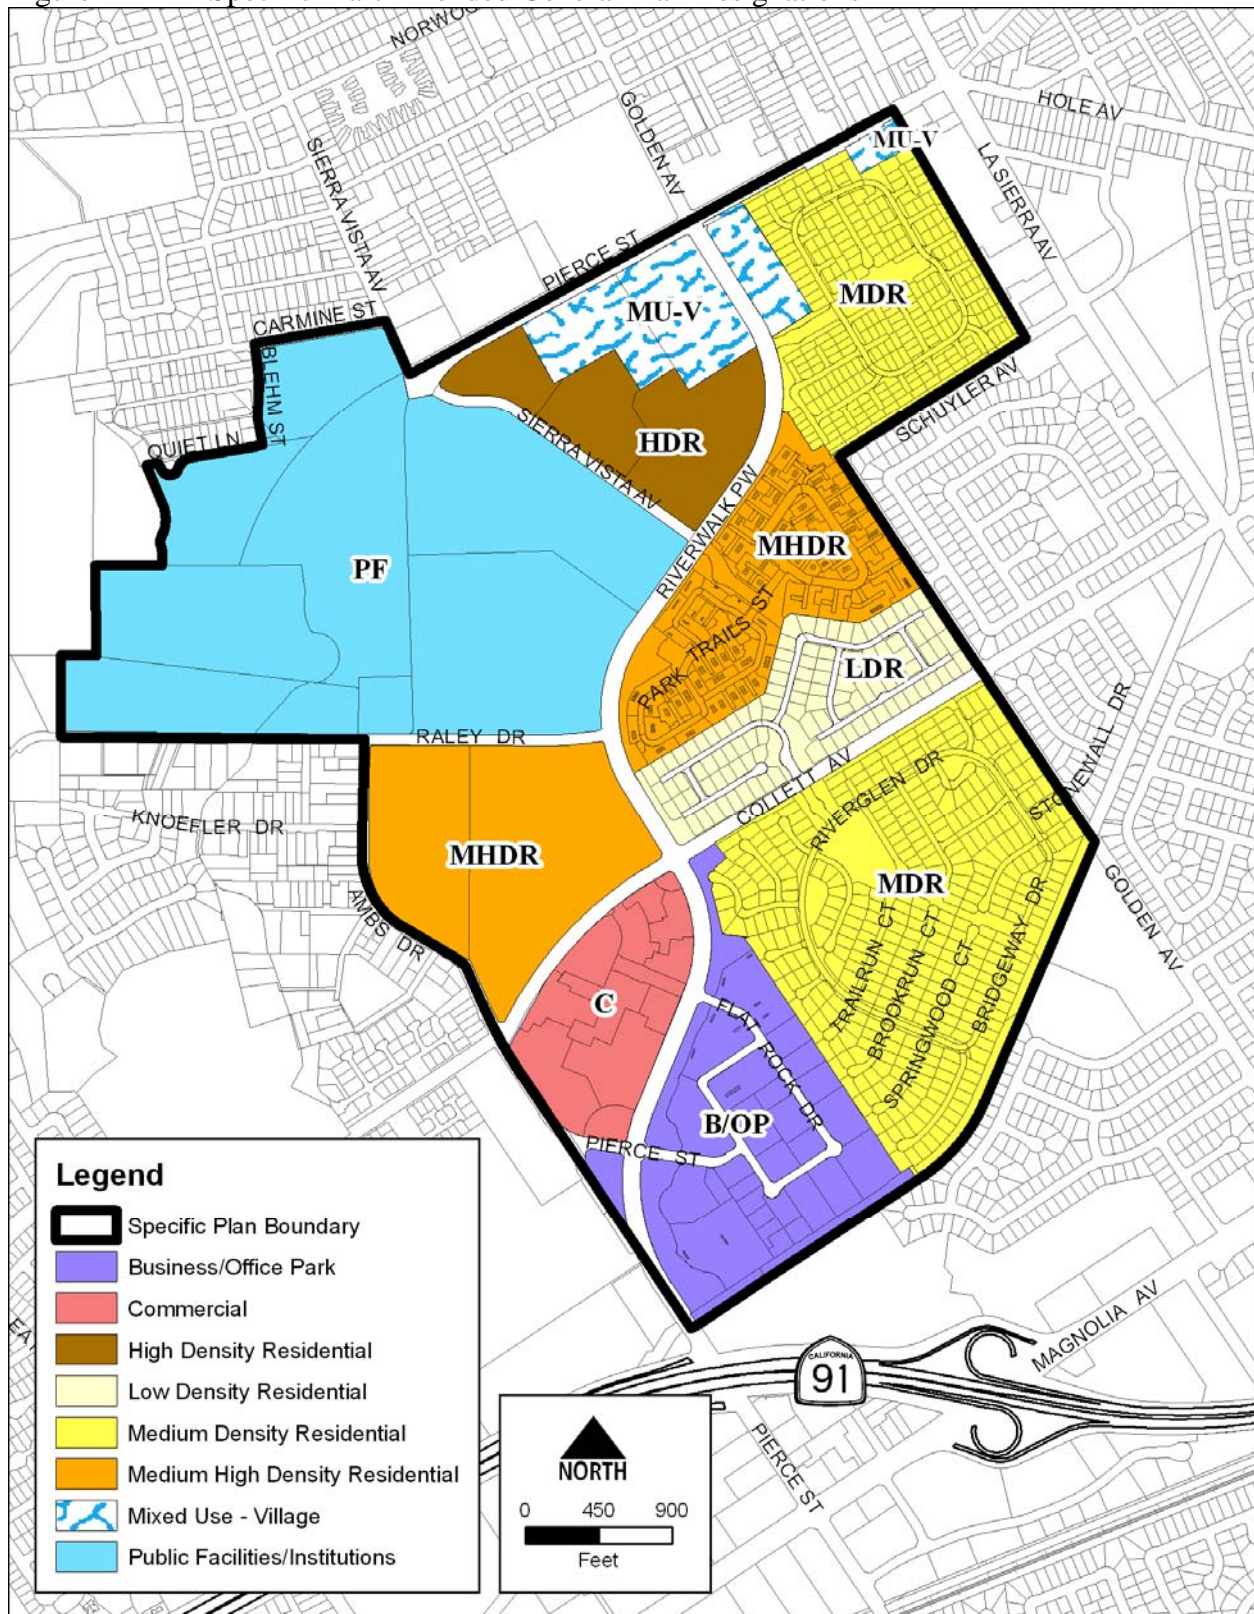 NORWOO
HOLE AV
GOLDEN AV
MU-V
LA SIERRA AV
SIERRA VISTA AV
PIERCE ST
MDR
MU-V
CARMINE ST
BLEHM ST
SCHUYLER AV
QUIET LN
SIERRA VISTA AV
HDR
RIVERWALK PW
MHDR
PF
PARK TRAILS ST
LDR
STONEWALL DR
RALEY DR
COLLETT AV
RIVERGLEN DR
KNOEFLER DR
MHDR
MDR
GOLDEN AV
AMBS DR
TRAILRUN CT
BROOKRUN CT
SPRINGWOOD CT
BRIDGEWAY DR
C
FLAT ROCK DR
B/OP
PIERCE ST
Legend
Specific Plan Boundary
Business/Office Park
Commercial
High Density Residential
Low Density Residential
Medium Density Residential
Medium High Density Residential
Mixed Use - Village
Public Facilities/Institutions
NORTH
0 450 900
Feet
CALIFORNIA
91
MAGNOLIA AV
PIERCE ST